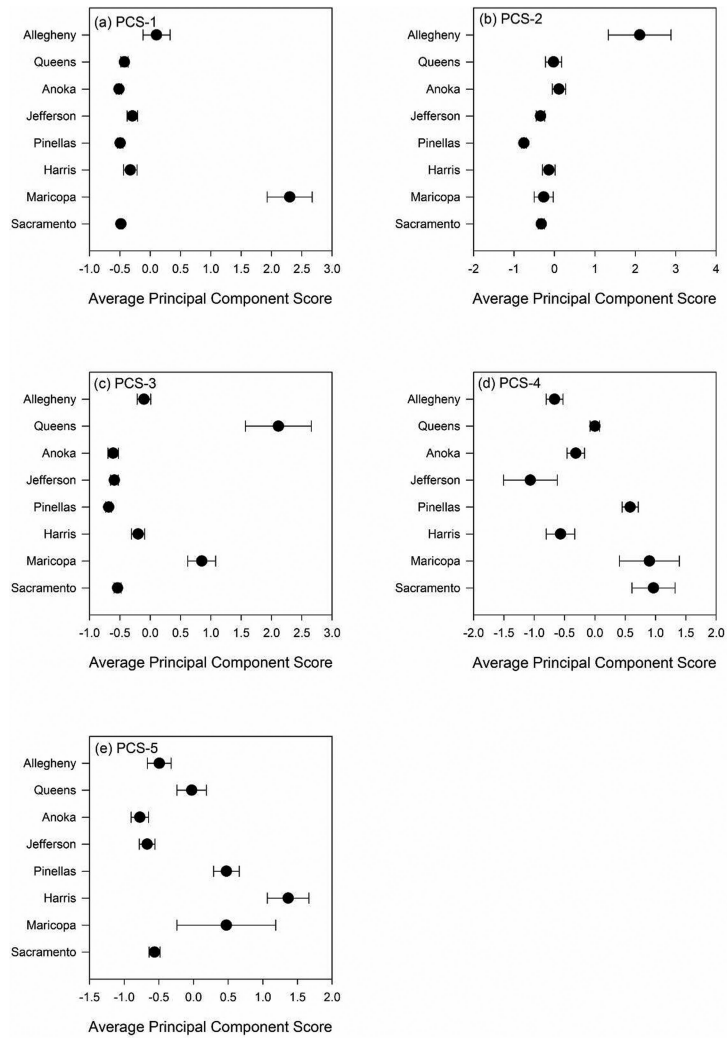 (a) PCS-1
Allegheny
Queens
Anoka
Jefferson
Pinellas
Harris
Maricopa
Sacramento
-1.0 -0.5 0.0 0.5 1.0 1.5 2.0 2.5 3.0
Average Principal Component Score
(b) PCS-2
Allegheny
Queens
Anoka
Jefferson
Pinellas
Harris
Maricopa
Sacramento
-2 -1 0 1 2 3 4
Average Principal Component Score
(c) PCS-3
Allegheny
Queens
Anoka
Jefferson
Pinellas
Harris
Maricopa
Sacramento
-1.0 -0.5 0.0 0.5 1.0 1.5 2.0 2.5 3.0
Average Principal Component Score
(d) PCS-4
Allegheny
Queens
Anoka
Jefferson
Pinellas
Harris
Maricopa
Sacramento
-2.0 -1.5 -1.0 -0.5 0.0 0.5 1.0 1.5 2.0
Average Principal Component Score
(e) PCS-5
Allegheny
Queens
Anoka
Jefferson
Pinellas
Harris
Maricopa
Sacramento
-1.5 -1.0 -0.5 0.0 0.5 1.0 1.5 2.0
Average Principal Component Score